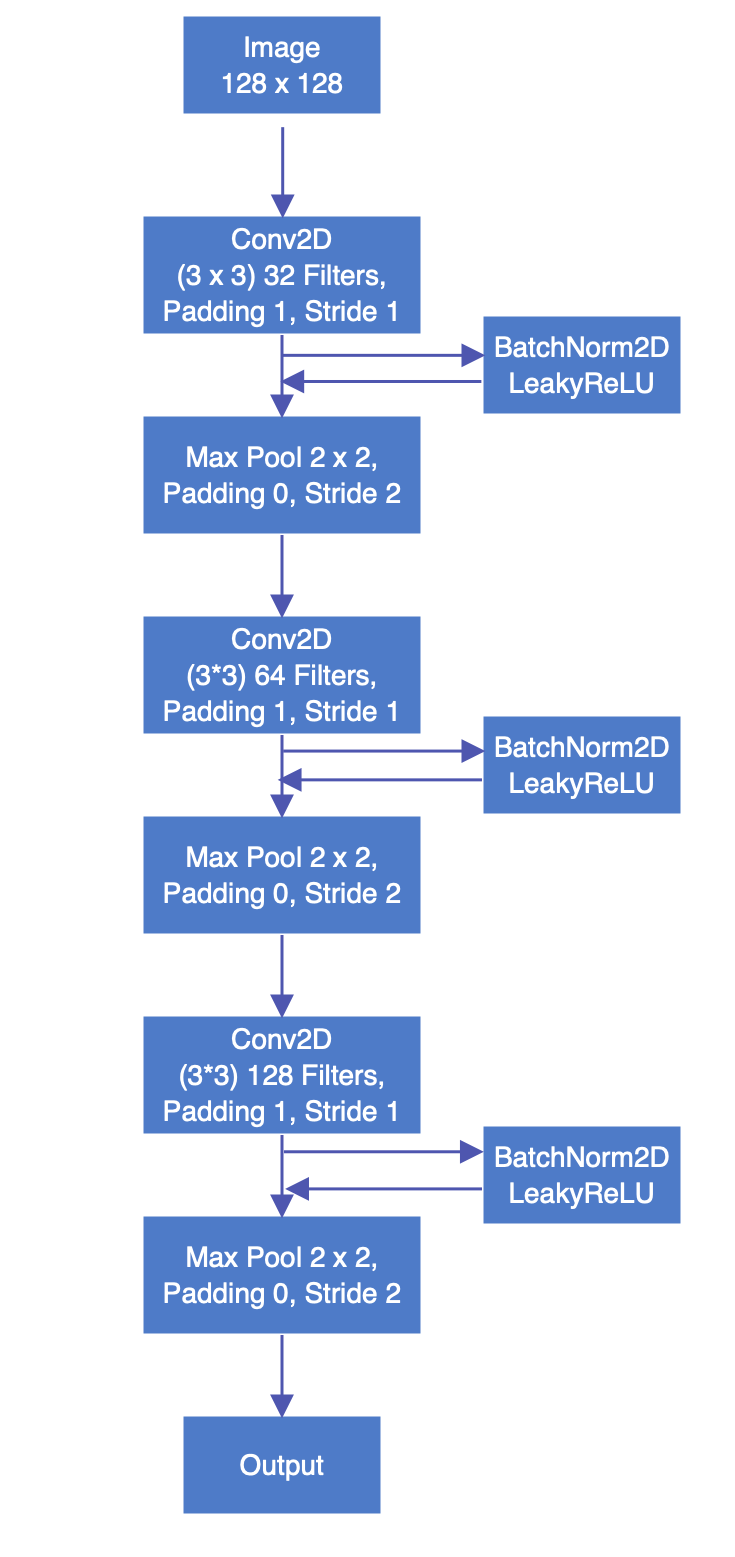 Image
128 x 128
Conv2D
(3 x 3) 32 Filters,
Padding 1, Stride 1
BatchNorm2D
LeakyReLU
Max Pool 2 x 2,
Padding 0, Stride 2
Conv2D
(3*3) 64 Filters,
Padding 1, Stride 1
BatchNorm2D
LeakyReLU
Max Pool 2 x 2,
Padding 0, Stride 2
Conv2D
(3*3) 128 Filters,
Padding 1, Stride 1
BatchNorm2D
LeakyReLU
Max Pool 2 x 2,
Padding 0, Stride 2
Output